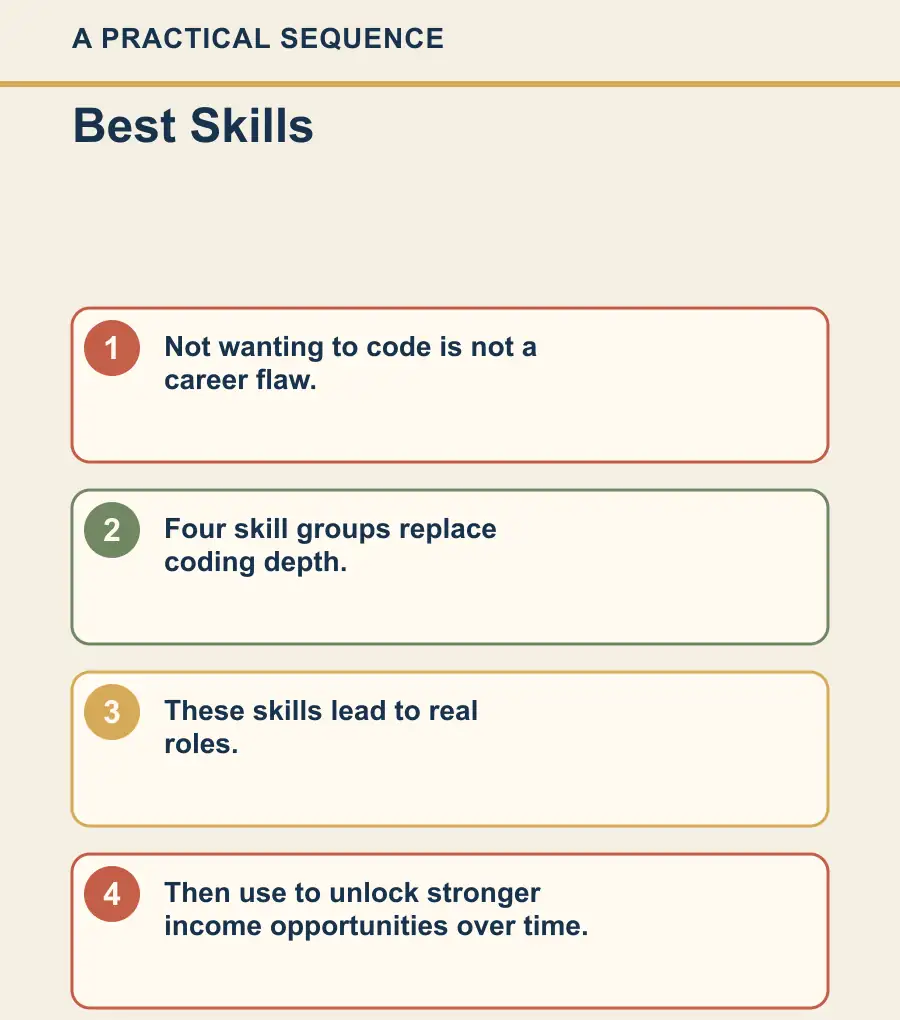 A PRACTICAL SEQUENCE
Best Skills
1
Not wanting to code is not a
career flaw.
2
Four skill groups replace
coding depth.
3
These skills lead to real
roles.
4
Then use to unlock stronger
income opportunities over time.